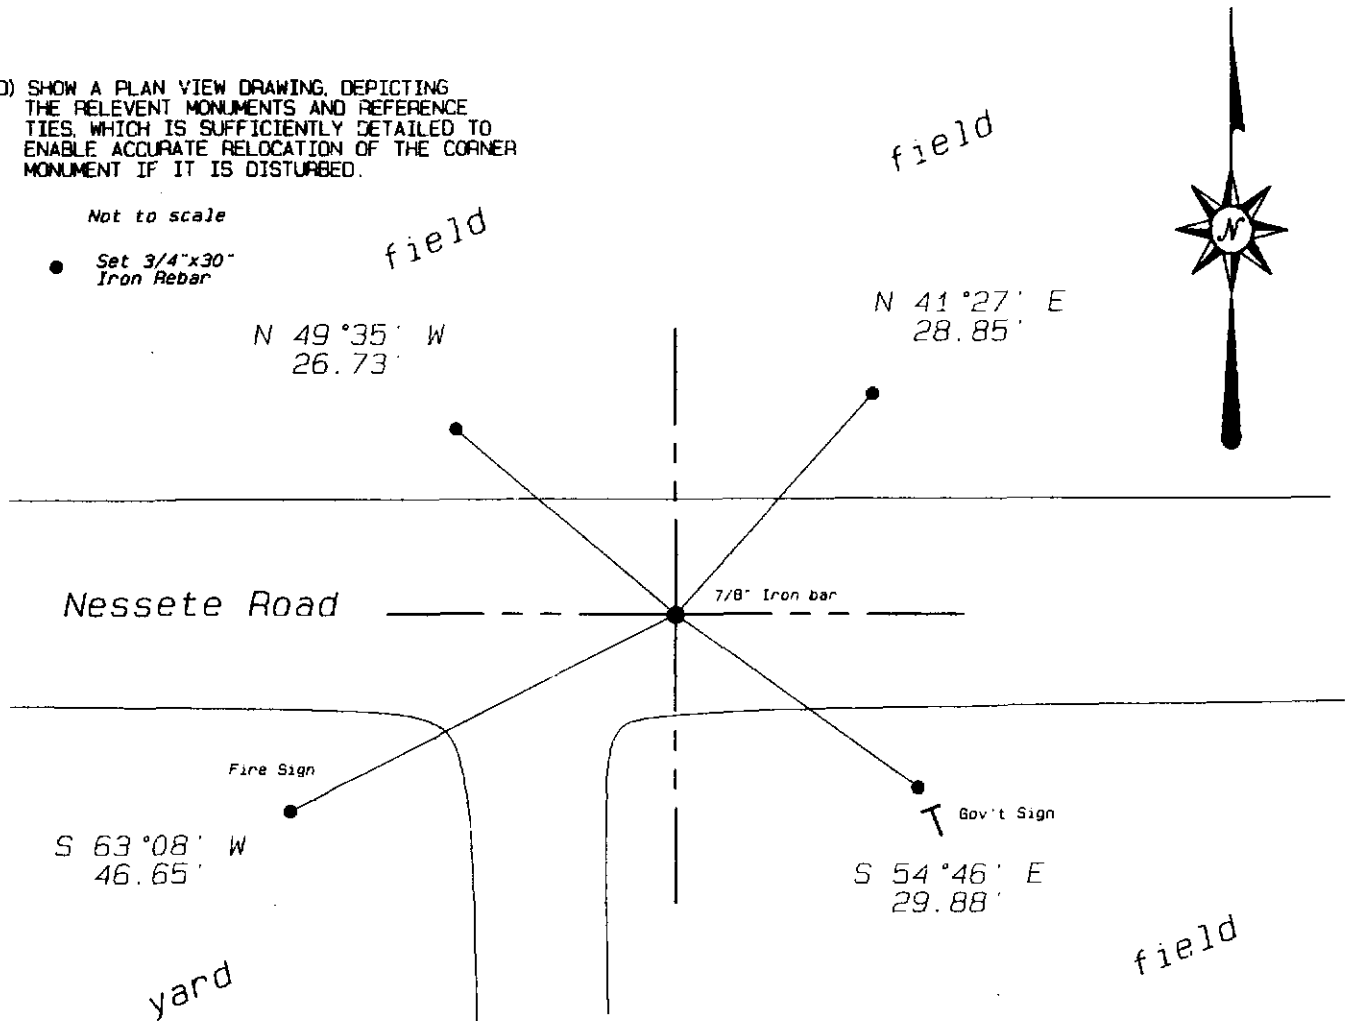 D) SHOW A PLAN VIEW DRAWING, DEPICTING
THE RELEVENT MONUMENTS AND REFERENCE
TIES, WHICH IS SUFFICIENTLY DETAILED TO
ENABLE ACCURATE RELOCATION OF THE CORNER
MONUMENT IF IT IS DISTURBED.
Not to scale
Set 3/4"x30"
Iron Rebar
field
field
N
N 49°35' W
26.73'
N 41°27' E
28.85'
Nessete Road
7/8" Iron bar
Fire Sign
S 63°08' W
46.65'
Gov't Sign
S 54°46' E
29.88'
yard
field